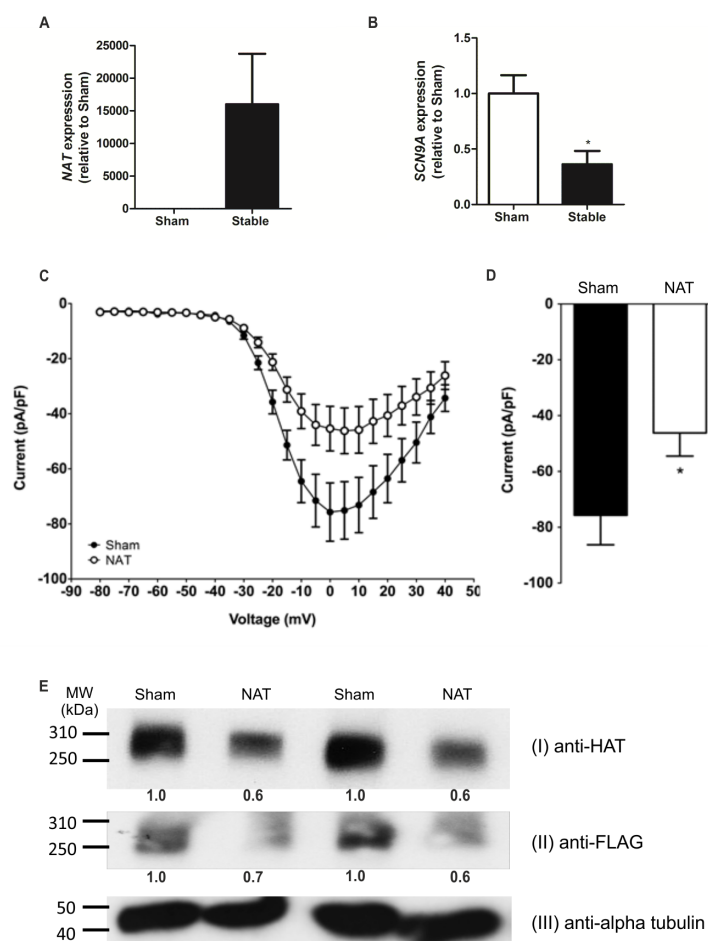 A
NAT expresssion
(relative to Sham)
25000
20000
15000
10000
5000
0
Sham Stable
B
SCN9A expression
(relative to Sham)
1.5
1.0
0.5
0.0
*
Sham Stable
C
Current (pA/pF)
0
-20
-40
-60
-80
-100
Sham
NAT
-90 -80 -70 -60 -50 -40 -30 -20 -10 0 10 20 30 40 50
Voltage (mV)
D
Sham NAT
Current (pA/pF)
0
-20
-40
-60
-80
-100
*
E
MW
(kDa)
Sham NAT Sham NAT
310
250
(I) anti-HAT
1.0 0.6 1.0 0.6
310
250
(II) anti-FLAG
1.0 0.7 1.0 0.6
50
40
(III) anti-alpha tubulin